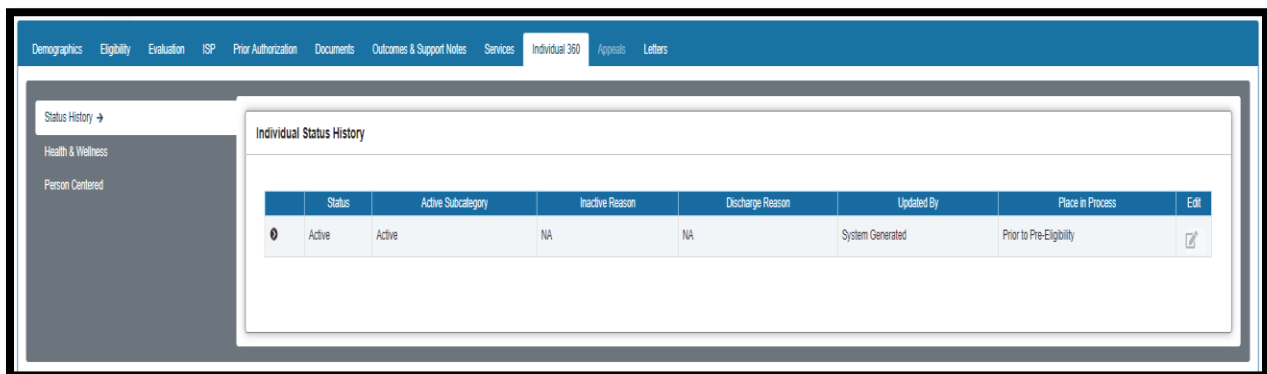 Demographics Eligibility Evaluation ISP Prior Authorization Documents Outcomes & Support Notes Services Individual 360 Appeals Letters
Status History →
Health & Wellness
Person Centered
Individual Status History
Status Active Subcategory Inactive Reason Discharge Reason Updated By Place in Process Edit
Active Active NA NA System Generated Prior to Pre-Eligibility